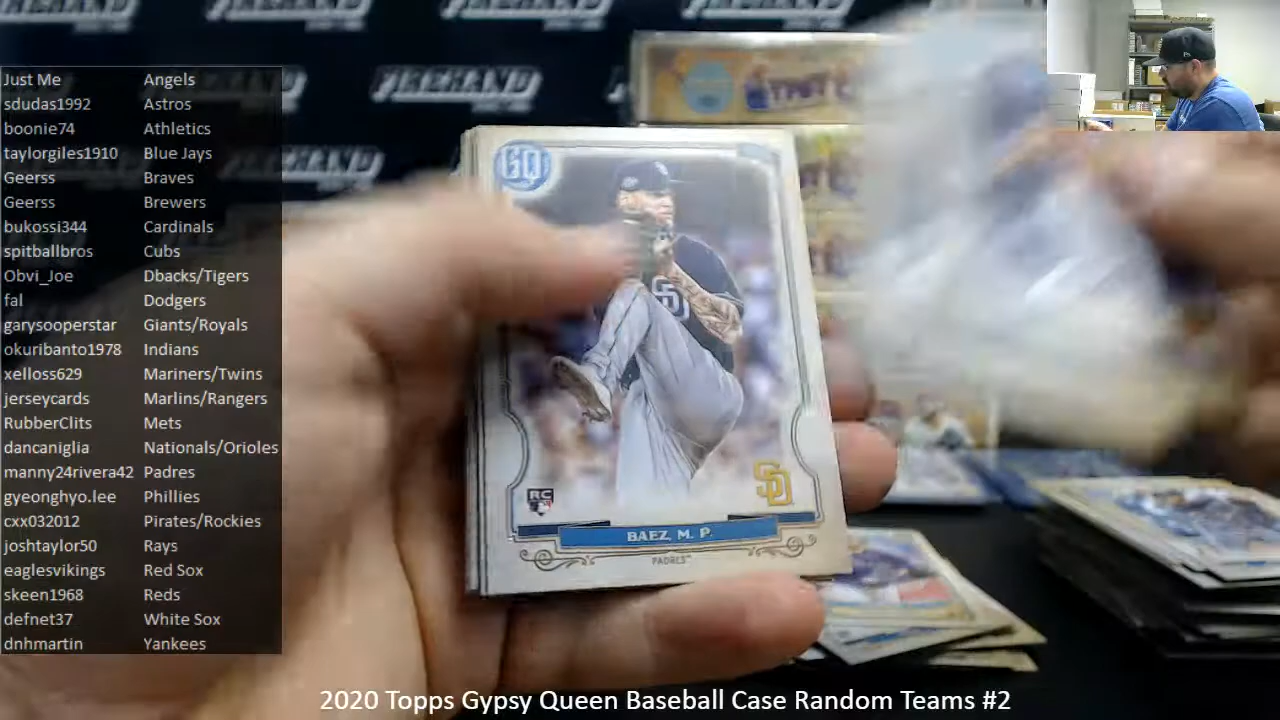 FIREHAND
FIREHAND
Just Me Angels
sdudas1992 Astros
boonie74 Athletics
taylorgiles1910 Blue Jays
Geerss Braves
Geerss Brewers
bukossi344 Cardinals
spitballbros Cubs
Obvi_Joe Dbacks/Tigers
fal Dodgers
garysooperstar Giants/Royals
okuribanto1978 Indians
xelloss629 Mariners/Twins
jerseycards Marlins/Rangers
RubberClits Mets
dancaniglia Nationals/Orioles
manny24rivera42 Padres
gyeonghyo.lee Phillies
cxx032012 Pirates/Rockies
joshtaylor50 Rays
eaglesvikings Red Sox
skeen1968 Reds
defnet37 White Sox
dnhmartin Yankees
GQ
SD
SD
RC
BAEZ, M. P.
PADRES
2020 Topps Gypsy Queen Baseball Case Random Teams #2